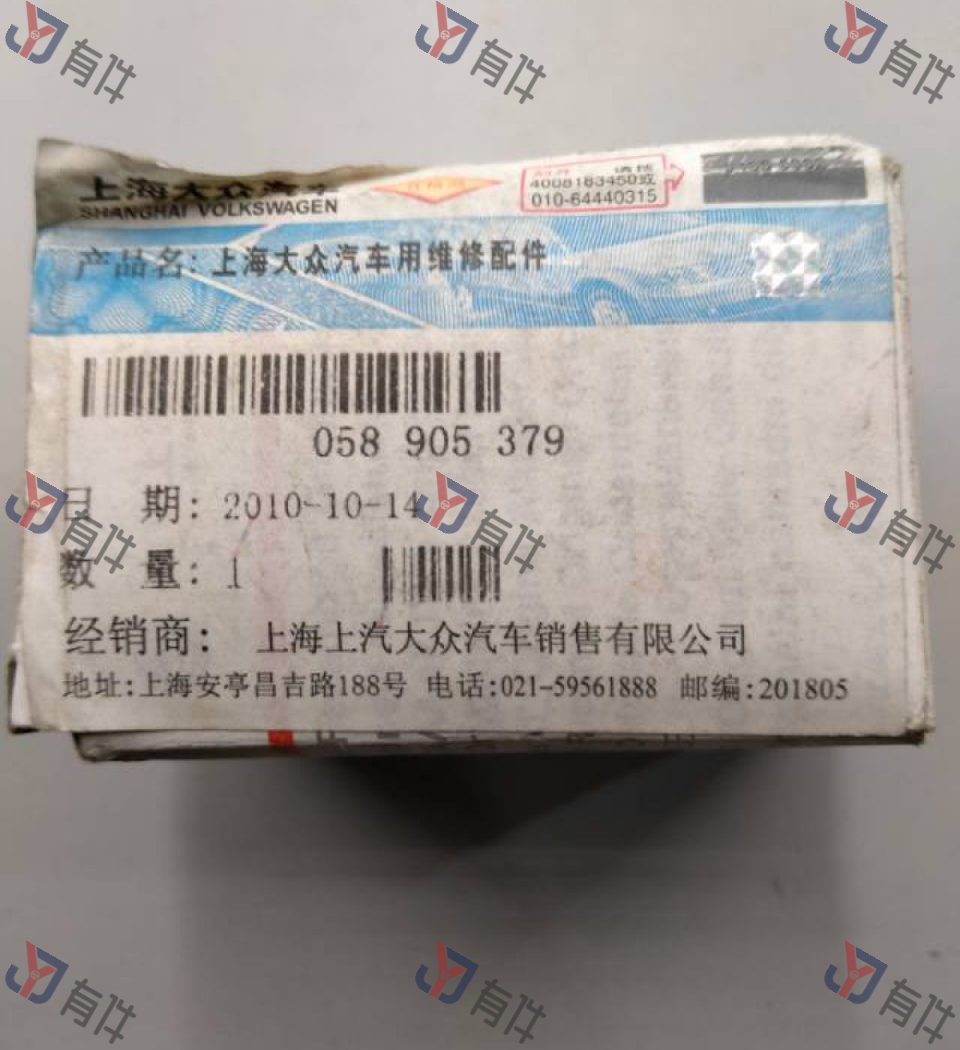 有件 有件 有件
上海大众汽车
SHANGHAI VOLKSWAGEN
4008183450或
010-64440315
产品名: 上海大众汽车用维修配件
058 905 379
日 期: 2010-10-14
有件 有件 有件
数 量: 1
经销商: 上海上汽大众汽车销售有限公司
地址:上海安亭昌吉路188号 电话:021-59561888 邮编:201805
有件 有件 有件